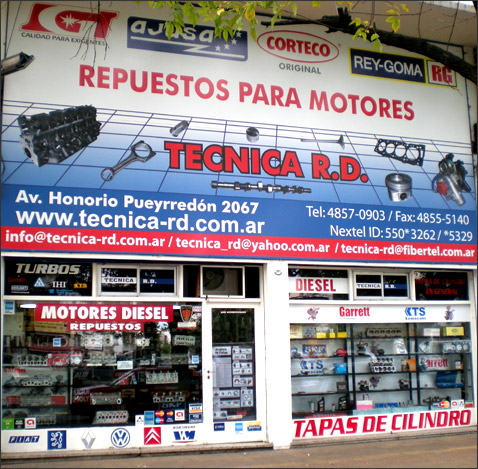 CALIDAD PARA EXIGENTES
AJUSA
CORTECO
ORIGINAL
REY-GOMA RG
REPUESTOS PARA MOTORES
TECNICA R.D.
Av. Honorio Pueyrredón 2067
Tel: 4857-0903 / Fax: 4855-5140
www.tecnica-rd.com.ar
Nextel ID: 550*3262 / *5329
info@tecnica-rd.com.ar / tecnica_rd@yahoo.com.ar / tecnica-rd@fibertel.com.ar
TURBOS
IHI
TECNICA
R.D.
DIESEL
TECNICA
R.D.
MOTORES DIESEL
REPUESTOS
Garrett
KTS
Garrett
TAPAS DE CILINDRO
FIAT